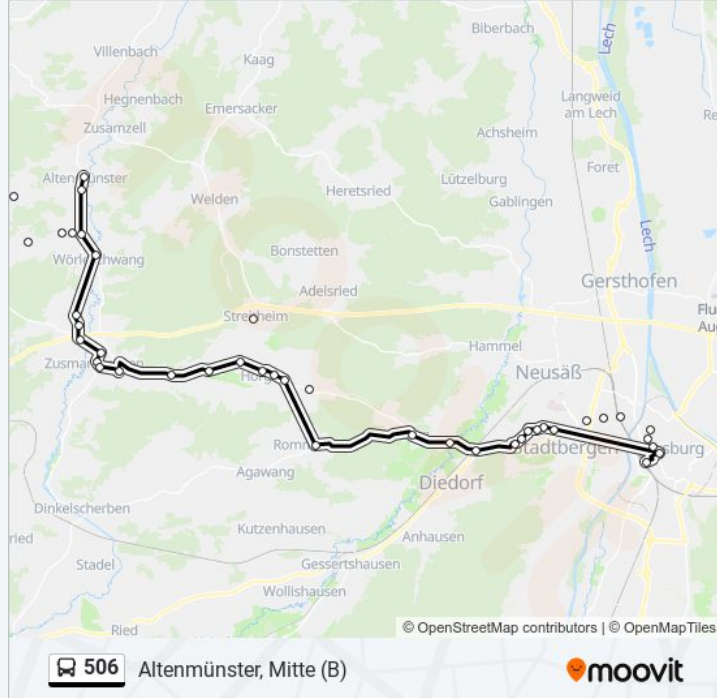 Biberbach
Lech
Villenbach
Kaag
Hegnenbach
Emersacker
Langweid
am Lech
Zusamzell
Achsheim
Foret
Altenmünster
Heretsried
Lützelburg
Welden
Gablingen
Lech
Bonstetten
Wörleschwang
Gersthofen
Adelsried
Streitheim
Hammel
Neusäß
Stadtbergen
Diedorf
Agawang
Dinkelscherben
Kutzenhausen
Anhausen
Stadel
Gessertshausen
Wollishausen
Ried
© OpenStreetMap contributors | © OpenMapTiles
506 Altenmünster, Mitte (B)
moovit